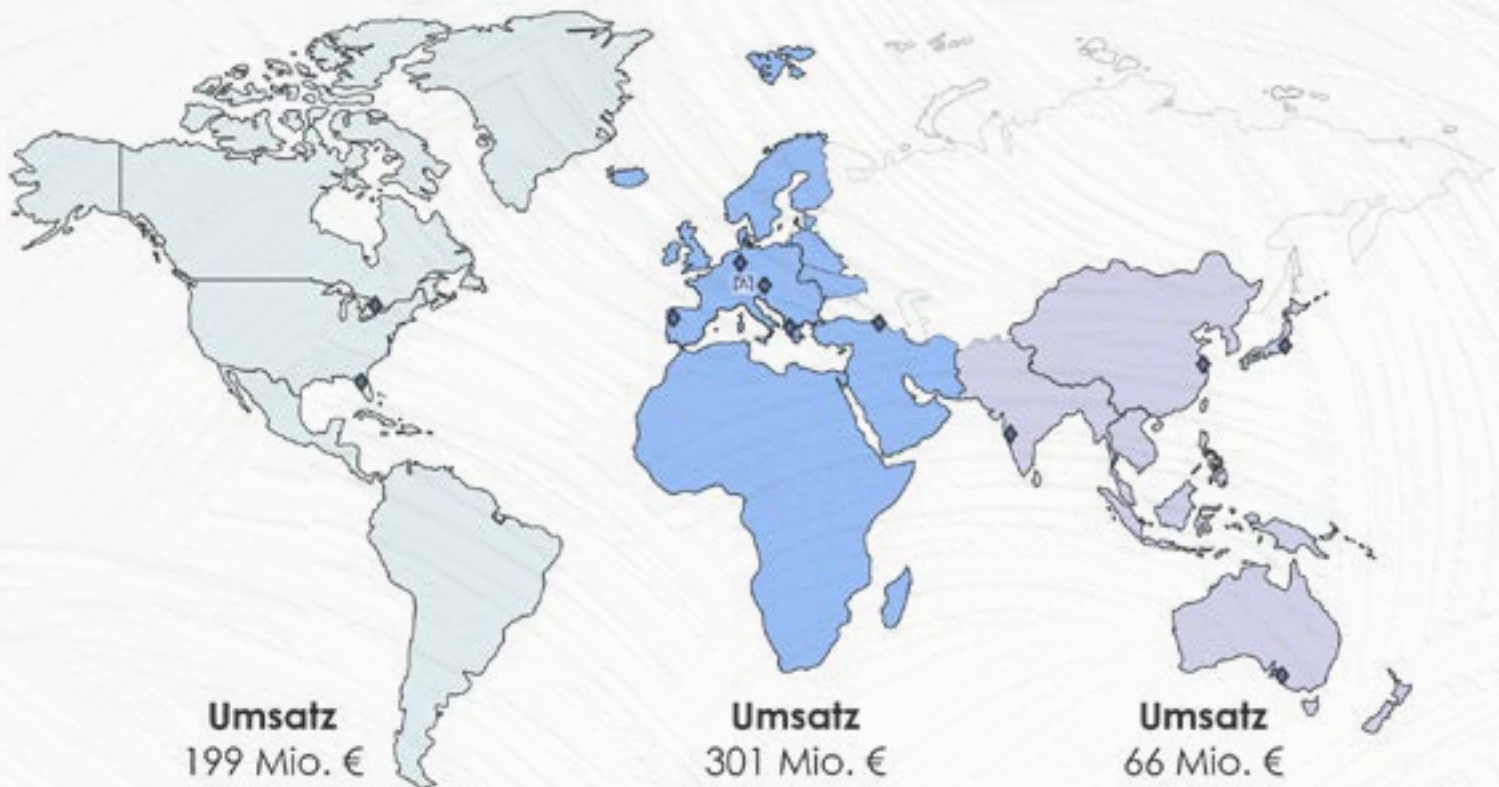 [A]
Umsatz
199 Mio. €
Umsatz
301 Mio. €
Umsatz
66 Mio. €